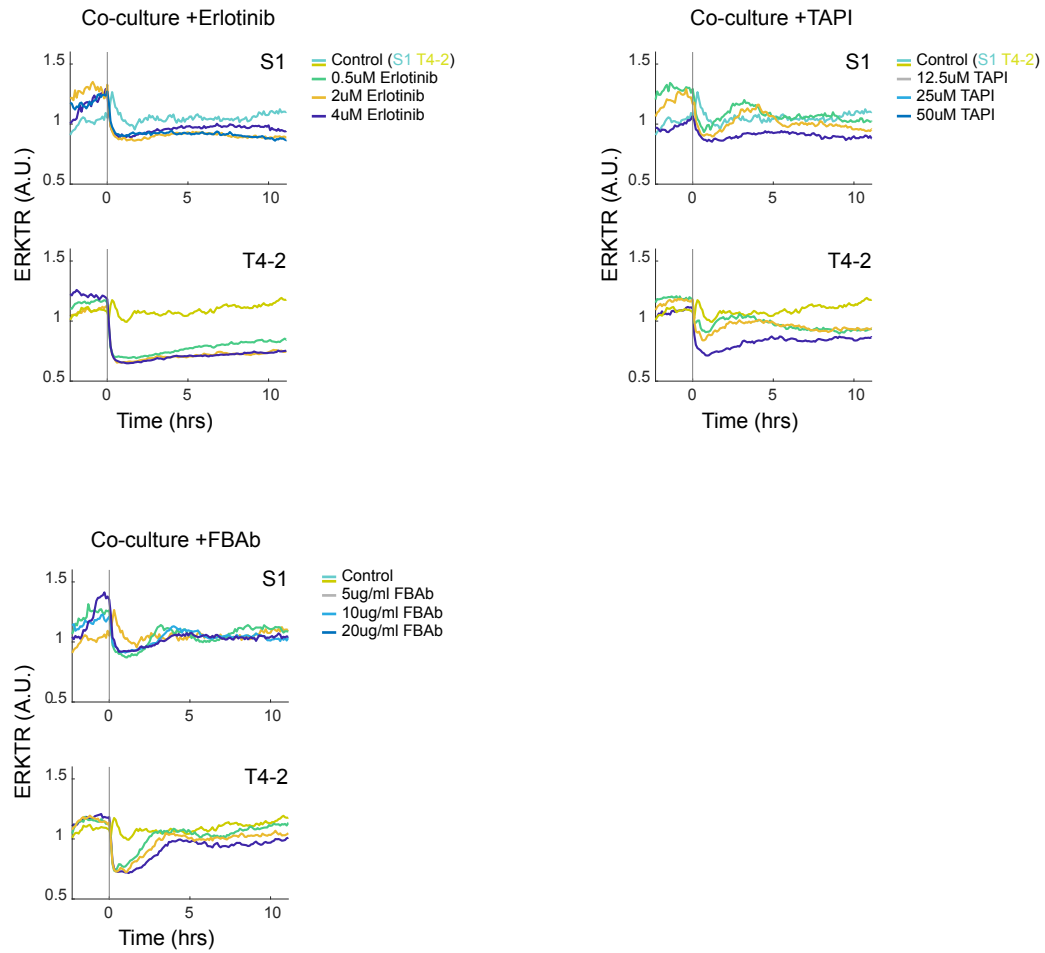 Co-culture +Erlotinib
S1
1.5
1
0.5
0
5
10
Control (S1 T4-2)
0.5uM Erlotinib
2uM Erlotinib
4uM Erlotinib
ERKTR (A.U.)
T4-2
1.5
1
0.5
0
5
10
Time (hrs)
Co-culture +TAPI
S1
1.5
1
0.5
0
5
10
Control (S1 T4-2)
12.5uM TAPI
25uM TAPI
50uM TAPI
ERKTR (A.U.)
T4-2
1.5
1
0.5
0
5
10
Time (hrs)
Co-culture +FBAb
S1
1.5
1
0.5
0
5
10
Control
5ug/ml FBAb
10ug/ml FBAb
20ug/ml FBAb
ERKTR (A.U.)
T4-2
1.5
1
0.5
0
5
10
Time (hrs)